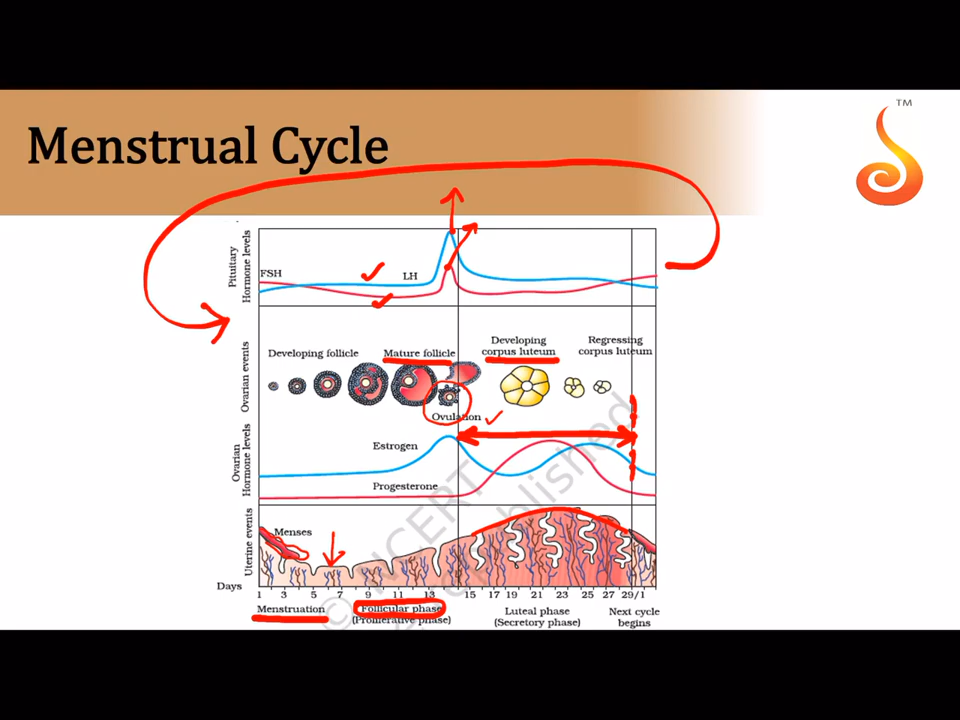 TM
Menstrual Cycle
Pituitary
Hormone levels
FSH
LH
Ovarian events
Developing follicle
Mature follicle
Developing
corpus luteum
Regressing
corpus luteum
Ovulation
Ovarian
Hormone levels
Estrogen
Progesterone
Uterine events
Menses
© NCERT
Days
1 3 5 7 9 11 13 15 17 19 21 23 25 27 29/1
Menstruation
Follicular phase
(Proliferative phase)
Luteal phase
(Secretory phase)
Next cycle
begins